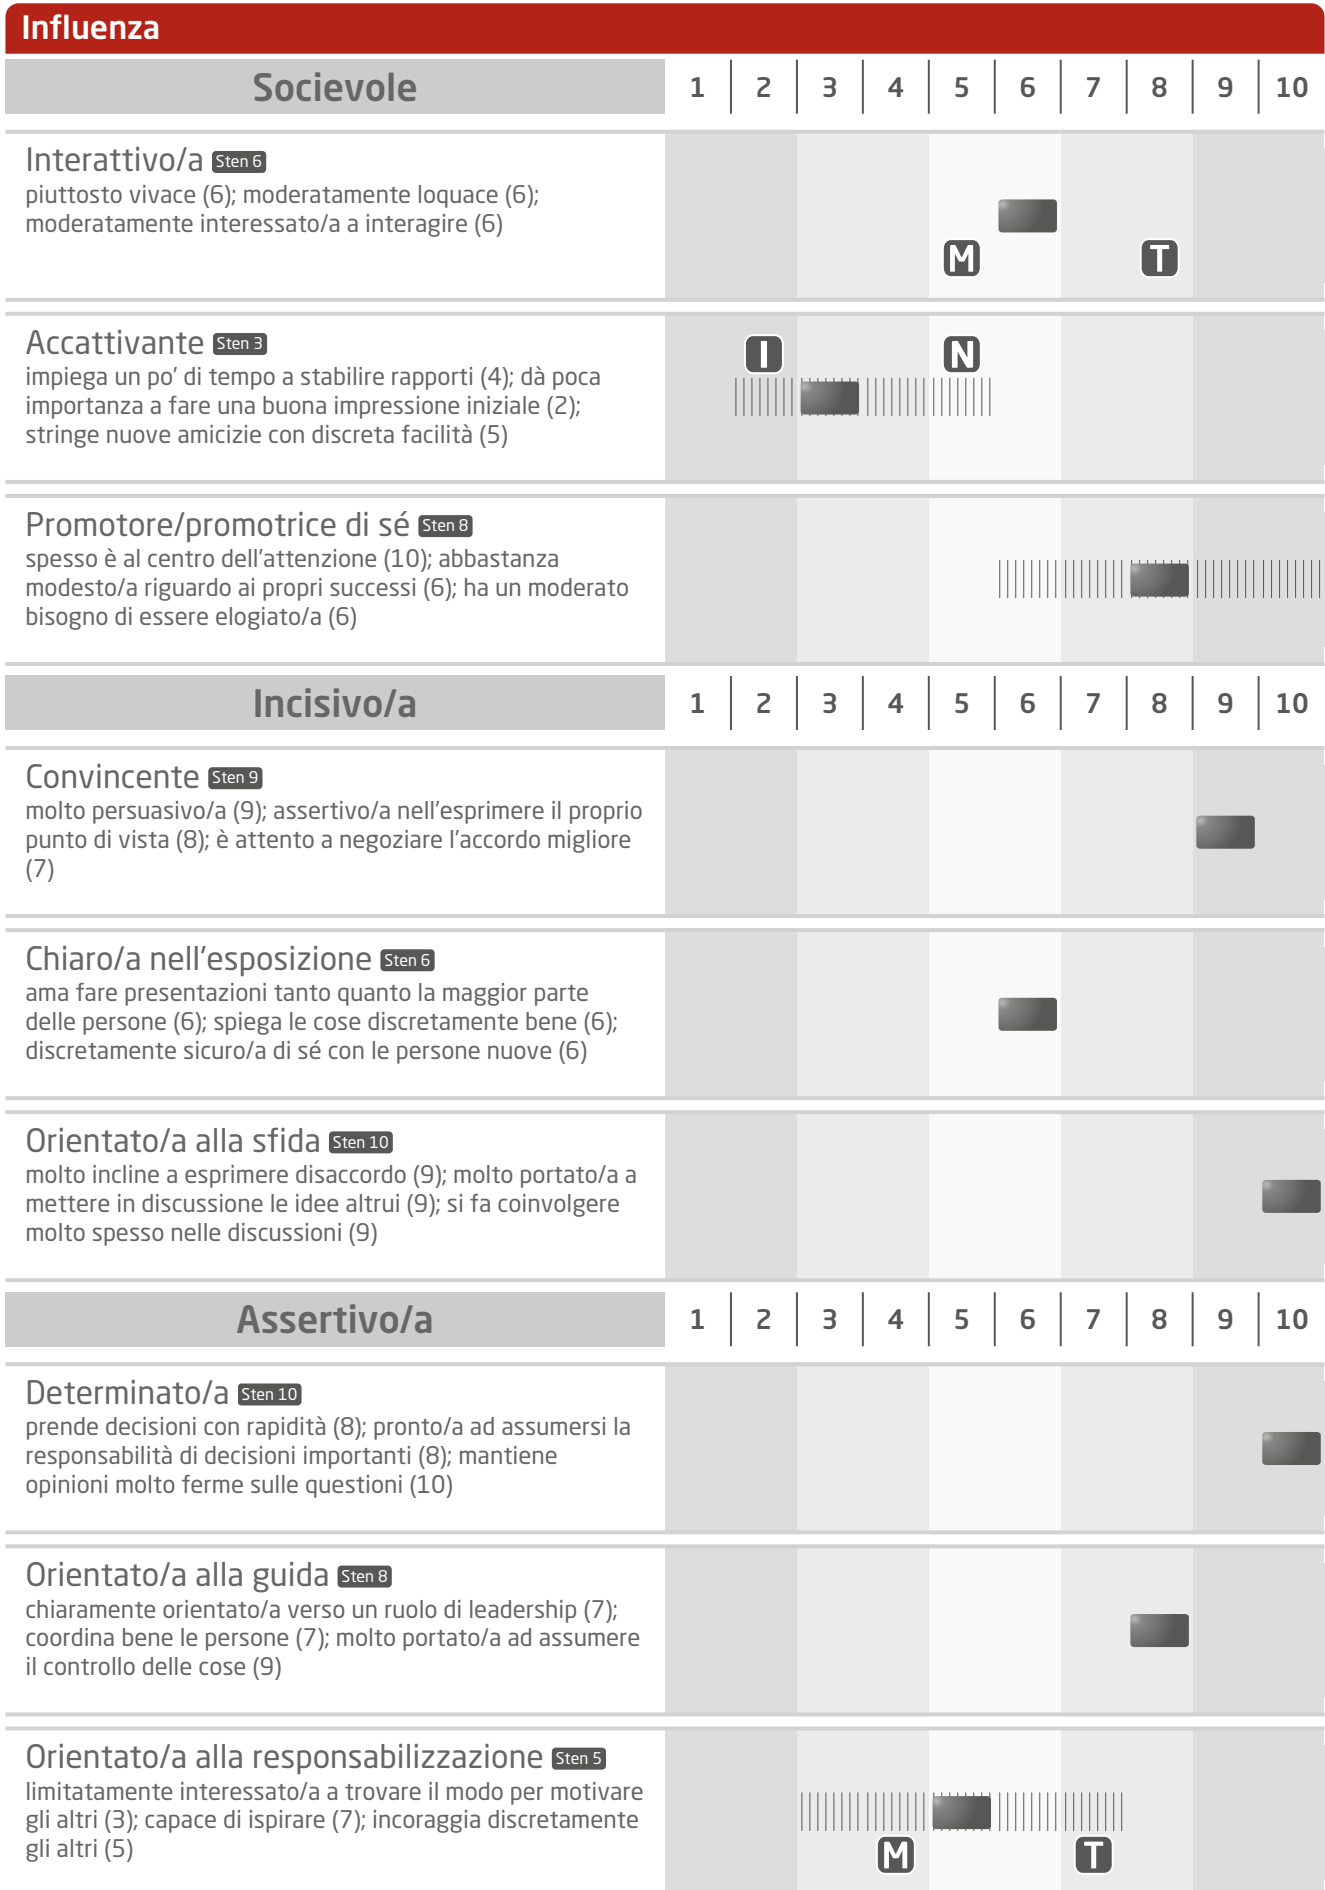 Influenza
Socievole 1 2 3 4 5 6 7 8 9 10
Interattivo/a Sten 6
piuttosto vivace (6); moderatamente loquace (6);
moderatamente interessato/a a interagire (6)
M T
Accattivante Sten 3
I N
impiega un po' di tempo a stabilire rapporti (4); dà poca
importanza a fare una buona impressione iniziale (2);
stringe nuove amicizie con discreta facilità (5)
Promotore/promotrice di sé Sten 8
spesso è al centro dell'attenzione (10); abbastanza
modesto/a riguardo ai propri successi (6); ha un moderato
bisogno di essere elogiato/a (6)
Incisivo/a 1 2 3 4 5 6 7 8 9 10
Convincente Sten 9
molto persuasivo/a (9); assertivo/a nell'esprimere il proprio
punto di vista (8); è attento a negoziare l'accordo migliore
(7)
Chiaro/a nell'esposizione Sten 6
ama fare presentazioni tanto quanto la maggior parte
delle persone (6); spiega le cose discretamente bene (6);
discretamente sicuro/a di sé con le persone nuove (6)
Orientato/a alla sfida Sten 10
molto incline a esprimere disaccordo (9); molto portato/a a
mettere in discussione le idee altrui (9); si fa coinvolgere
molto spesso nelle discussioni (9)
Assertivo/a 1 2 3 4 5 6 7 8 9 10
Determinato/a Sten 10
prende decisioni con rapidità (8); pronto/a ad assumersi la
responsabilità di decisioni importanti (8); mantiene
opinioni molto ferme sulle questioni (10)
Orientato/a alla guida Sten 8
chiaramente orientato/a verso un ruolo di leadership (7);
coordina bene le persone (7); molto portato/a ad assumere
il controllo delle cose (9)
Orientato/a alla responsabilizzazione Sten 5
limitatamente interessato/a a trovare il modo per motivare
gli altri (3); capace di ispirare (7); incoraggia discretamente
gli altri (5)
M T